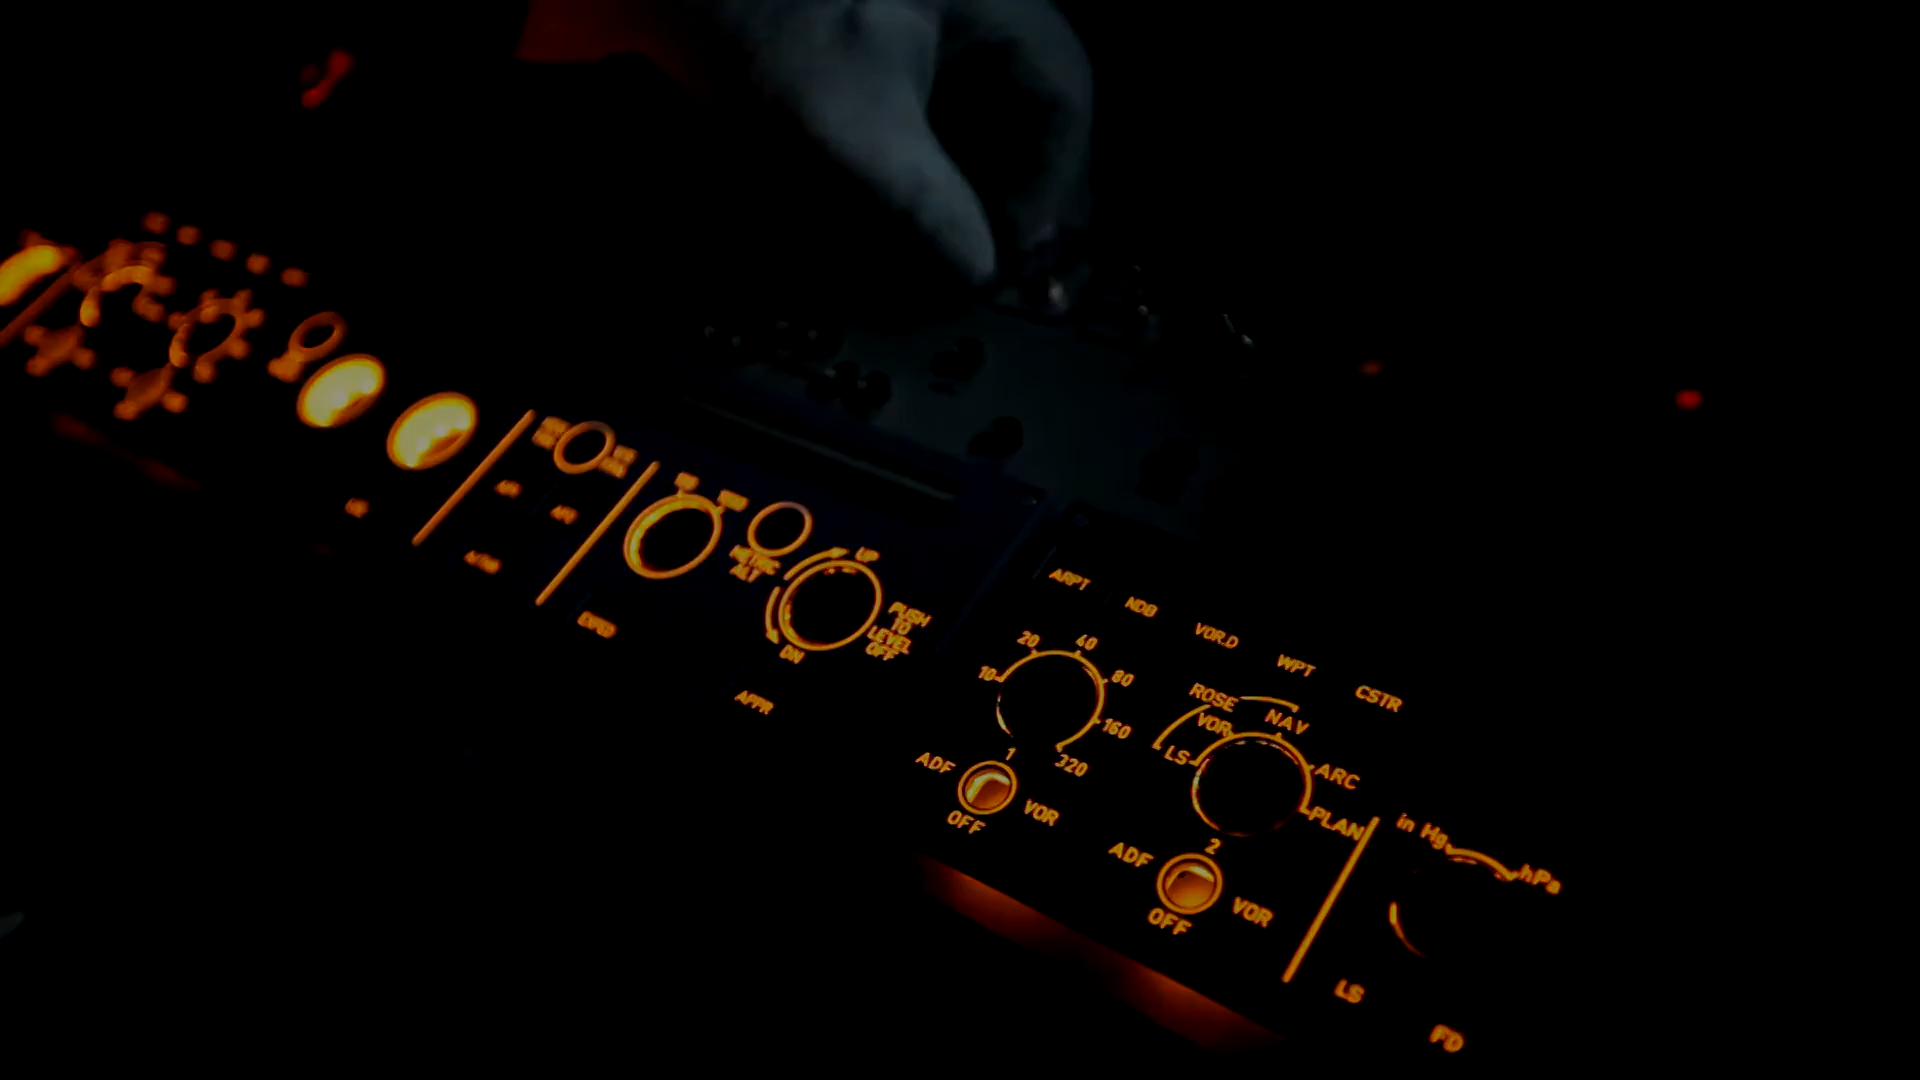 METRIC
ALT
UP
PUSH
TO
LEVEL
OFF
DN
EXPED
APPR
ARPT
NDB
VOR.D
WPT
CSTR
10
20
40
80
160
320
ROSE
LS
VOR
NAV
ARC
PLAN
1
ADF
VOR
OFF
2
ADF
VOR
OFF
in Hg
hPa
LS
FD